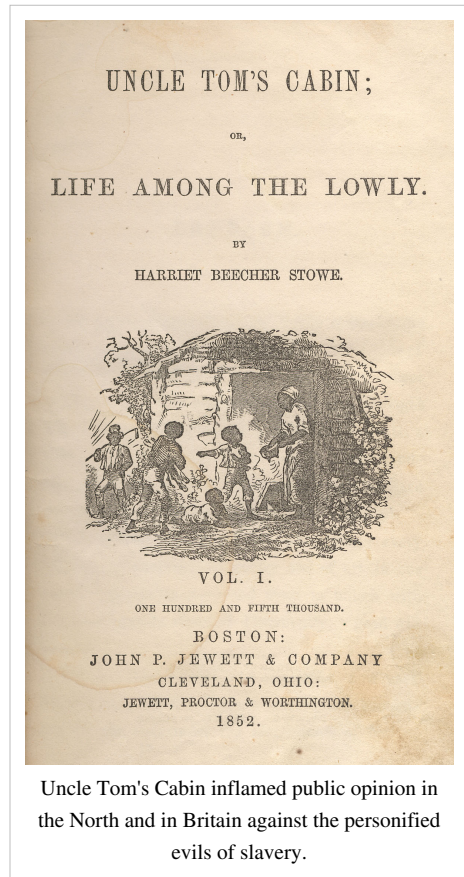 UNCLE TOM'S CABIN;
OR,
LIFE AMONG THE LOWLY.
BY
HARRIET BEECHER STOWE.
VOL. I.
ONE HUNDRED AND FIFTH THOUSAND.
BOSTON:
JOHN P. JEWETT & COMPANY
CLEVELAND, OHIO:
JEWETT, PROCTOR & WORTHINGTON.
1852.
Uncle Tom's Cabin inflamed public opinion in
the North and in Britain against the personified
evils of slavery.